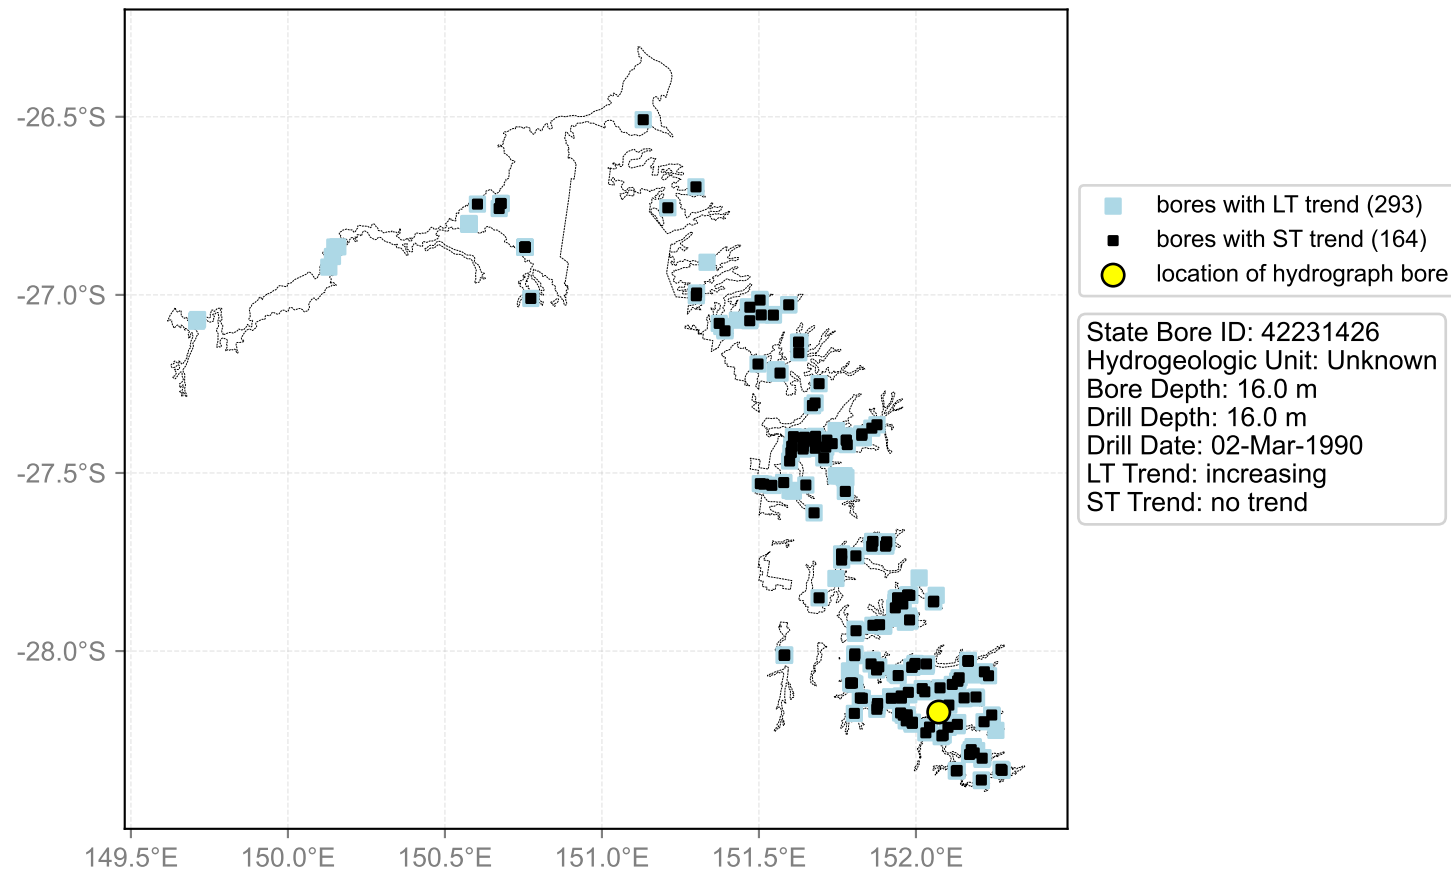 -26.5°S
-27.0°S
-27.5°S
-28.0°S
149.5°E
150.0°E
150.5°E
151.0°E
151.5°E
152.0°E
bores with LT trend (293)
bores with ST trend (164)
location of hydrograph bore
State Bore ID: 42231426
Hydrogeologic Unit: Unknown
Bore Depth: 16.0 m
Drill Depth: 16.0 m
Drill Date: 02-Mar-1990
LT Trend: increasing
ST Trend: no trend